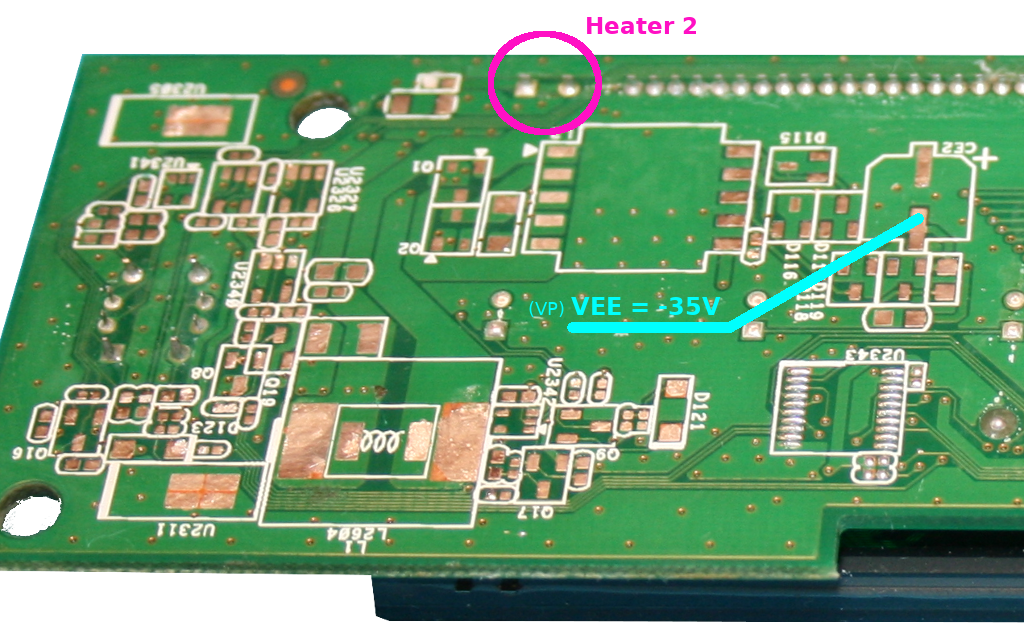 Heater 2
U2305
U2341
U2327
U2326
Q1
Q2
D115
CE2 +
D116
D118
D119
(VP) VEE = -35V
U2340
Q8
Q19
D123
Q16
U2311
L2604
L1
U2342
D121
Q9
Q17
U2343